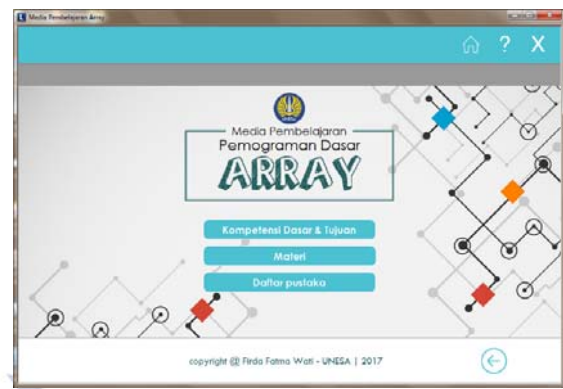 Media Pembelajaran Array
? X
UNESA
Media Pembelajaran
Pemograman Dasar
ARRAY
Kompetensi Dasar & Tujuan
Materi
Daftar pustaka
copyright @ Firda Fatma Wati - UNESA | 2017